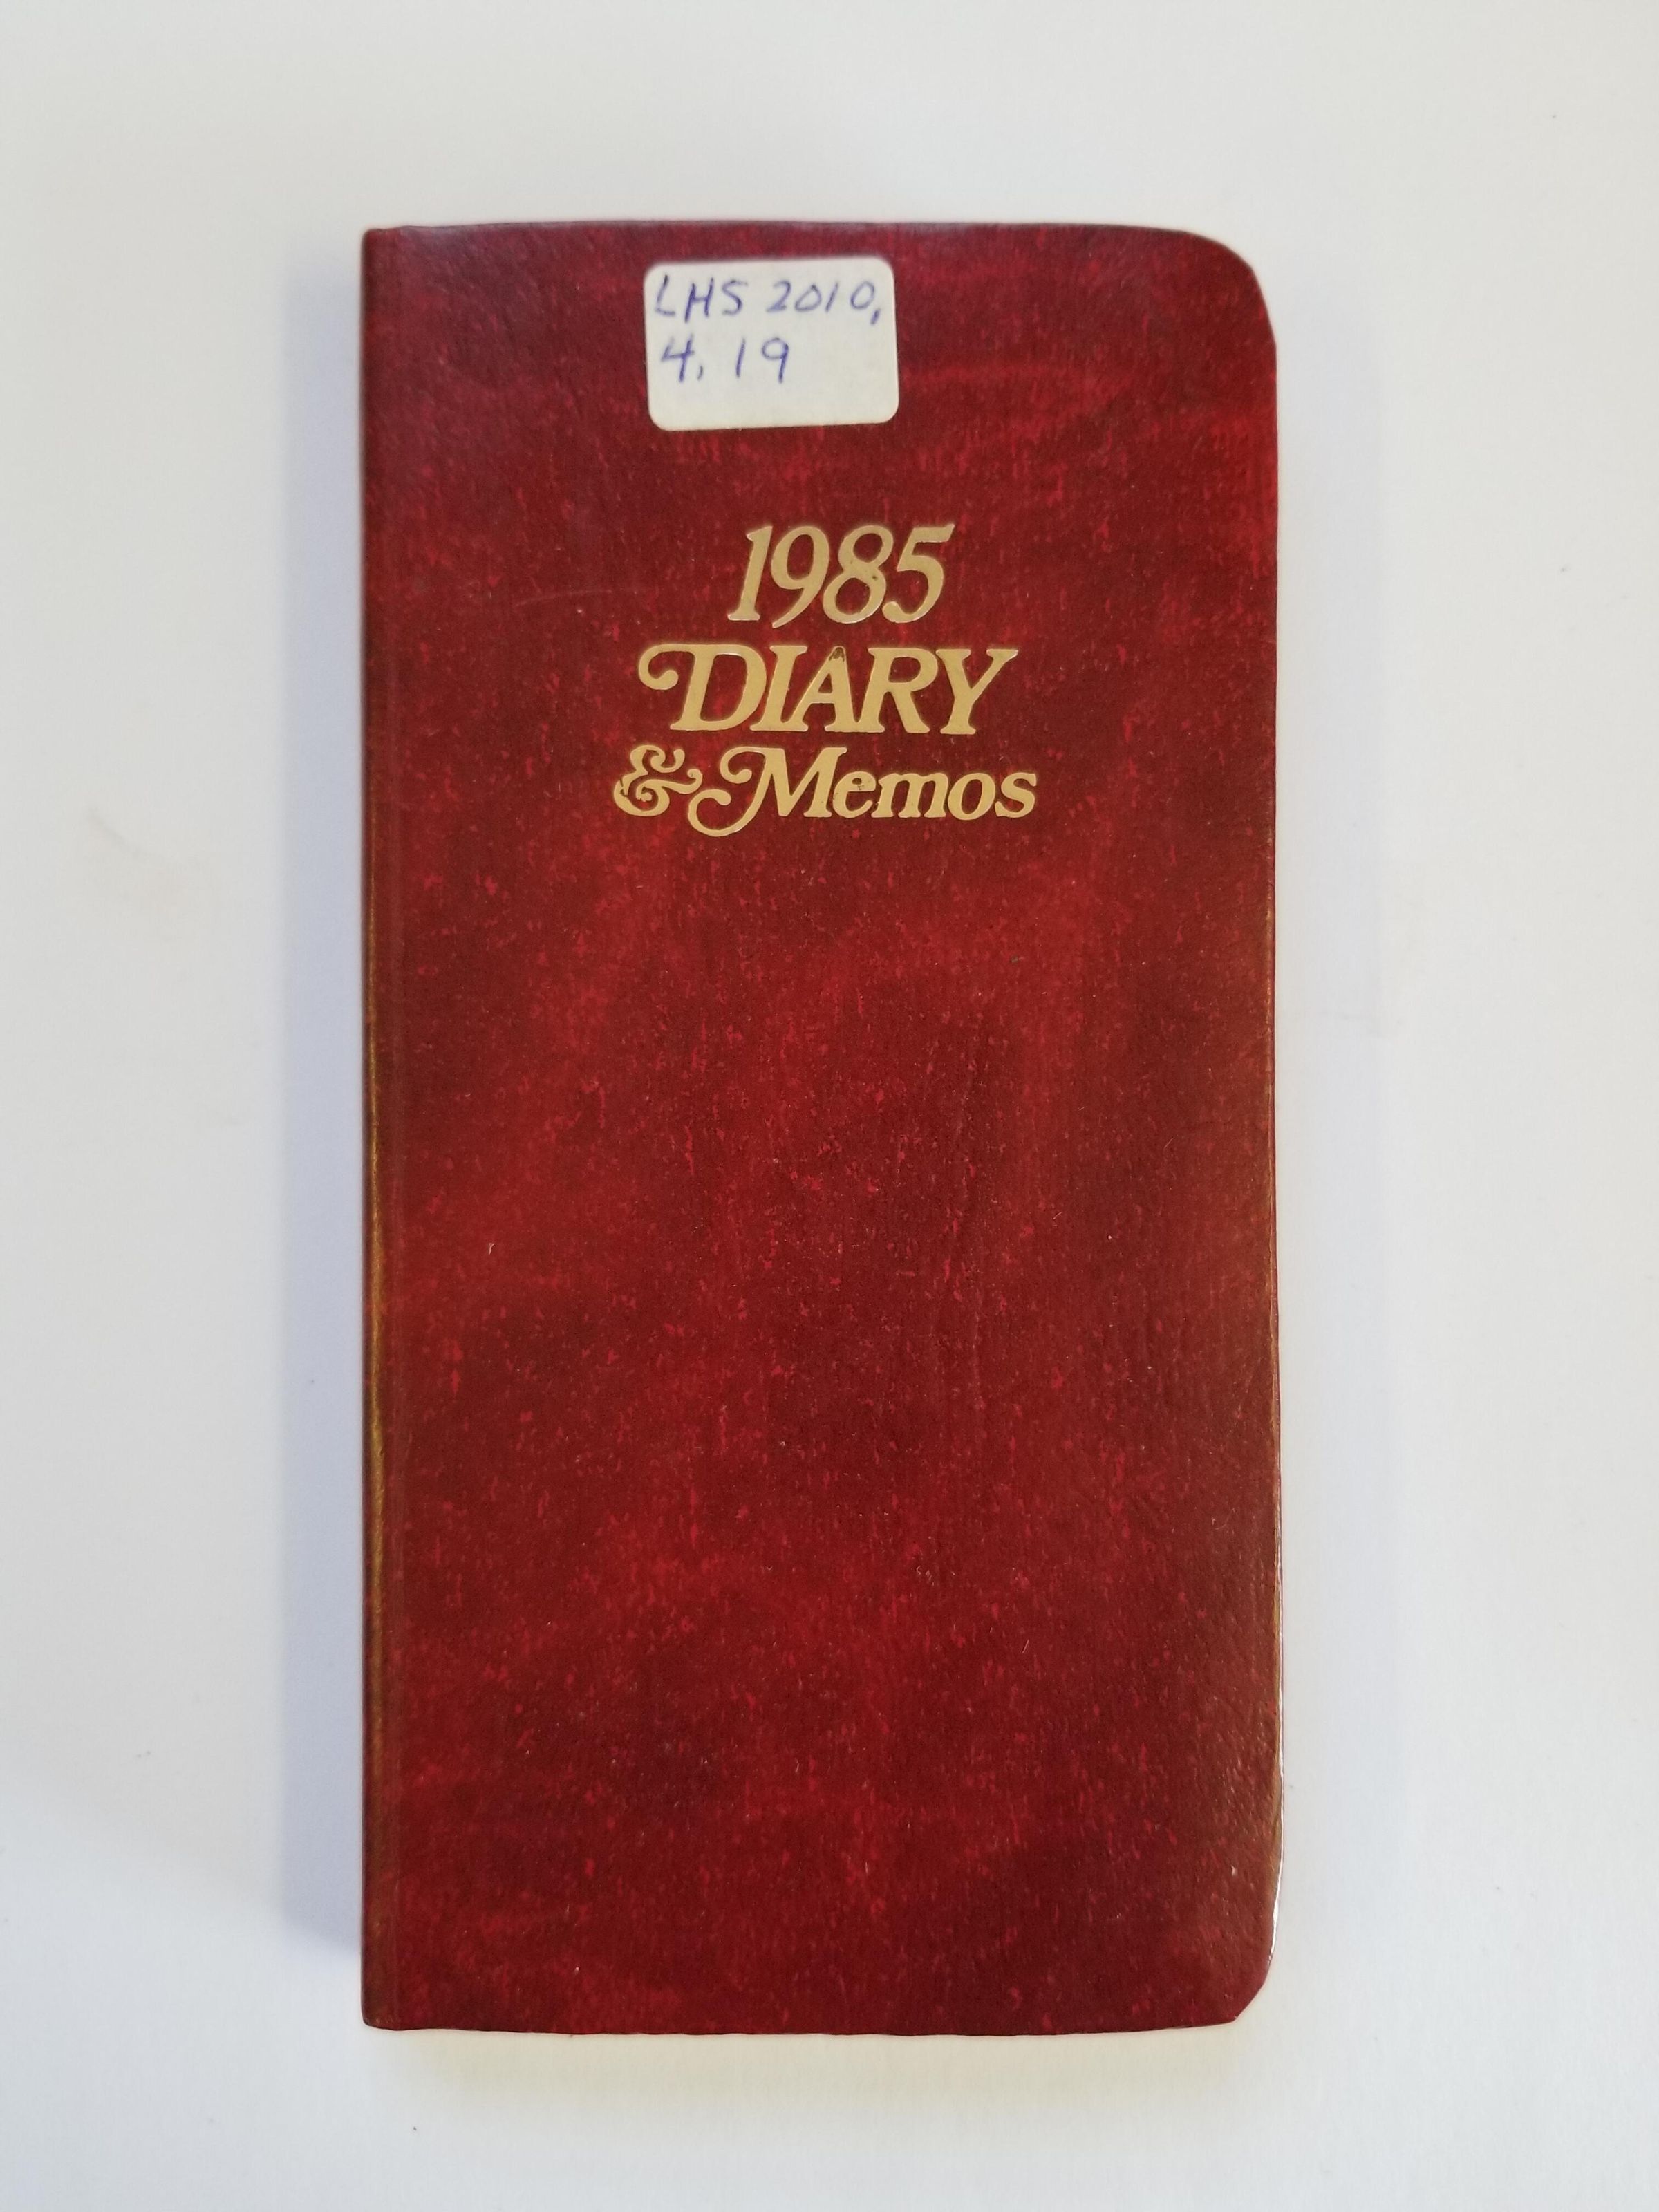 LHS 2010,
4. 19
1985
DIARY
& Memos